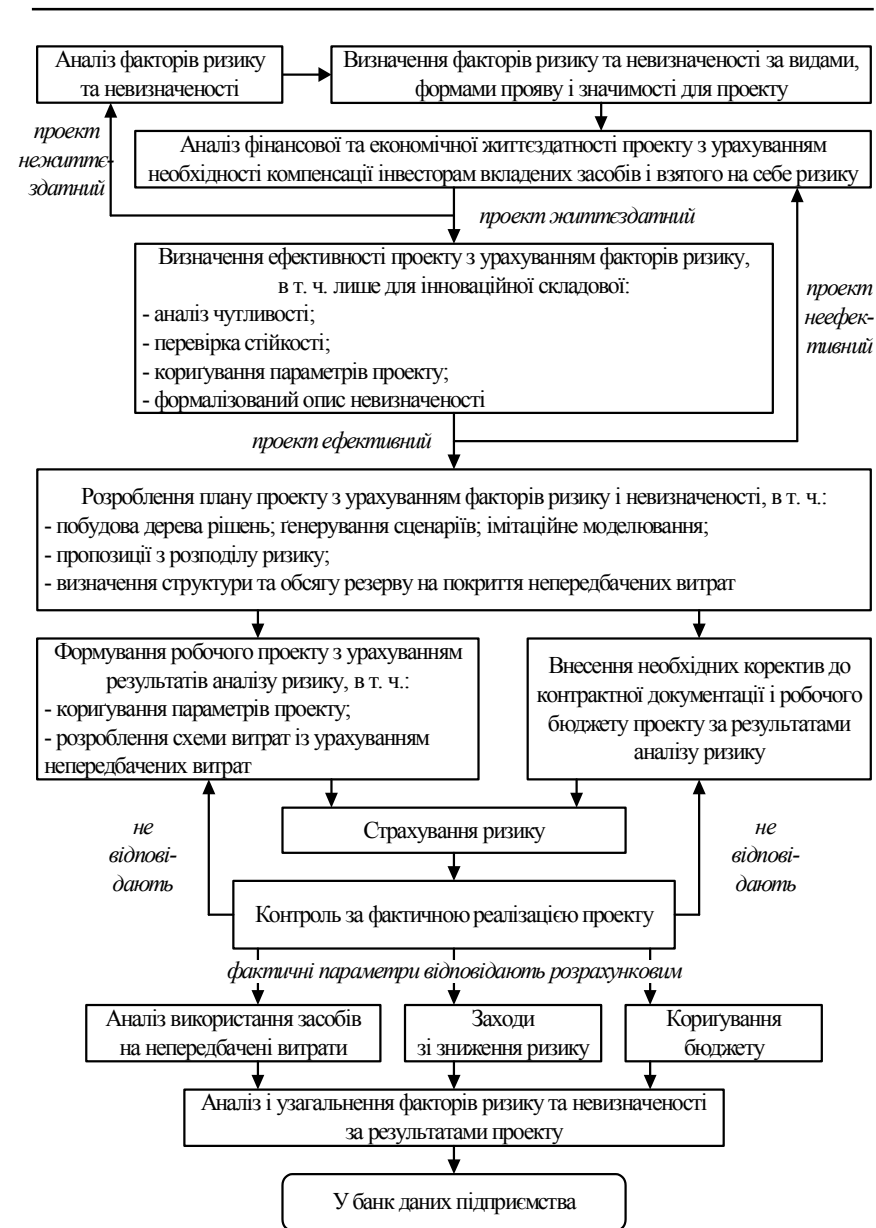 Аналіз факторів ризику
та невизначеності
Визначення факторів ризику та невизначеності за видами,
формами прояву і значимості для проекту
проект
нежиттє-
здатний
Аналіз фінансової та економічної життєздатності проекту з урахуванням
необхідності компенсації інвесторам вкладених засобів і взятого на себе ризику
проект життєздатний
Визначення ефективності проекту з урахуванням факторів ризику,
в т. ч. лише для інноваційної складової:
- аналіз чутливості;
- перевірка стійкості;
- кориґування параметрів проекту;
- формалізований опис невизначеності
проект
неефек-
тивний
проект ефективний
Розроблення плану проекту з урахуванням факторів ризику і невизначеності, в т. ч.:
- побудова дерева рішень; ґенерування сценаріїв; імітаційне моделювання;
- пропозиції з розподілу ризику;
- визначення структури та обсягу резерву на покриття непередбачених витрат
Формування робочого проекту з урахуванням
результатів аналізу ризику, в т. ч.:
- кориґування параметрів проекту;
- розроблення схеми витрат із урахуванням
непередбачених витрат
Внесення необхідних коректив до
контрактної документації і робочого
бюджету проекту за результатами
аналізу ризику
не
відпові-
дають
Страхування ризику
не
відпові-
дають
Контроль за фактичною реалізацією проекту
фактичні параметри відповідають розрахунковим
Аналіз використання засобів
на непередбачені витрати
Заходи
зі зниження ризику
Кориґування
бюджету
Аналіз і узагальнення факторів ризику та невизначеності
за результатами проекту
У банк даних підприємства